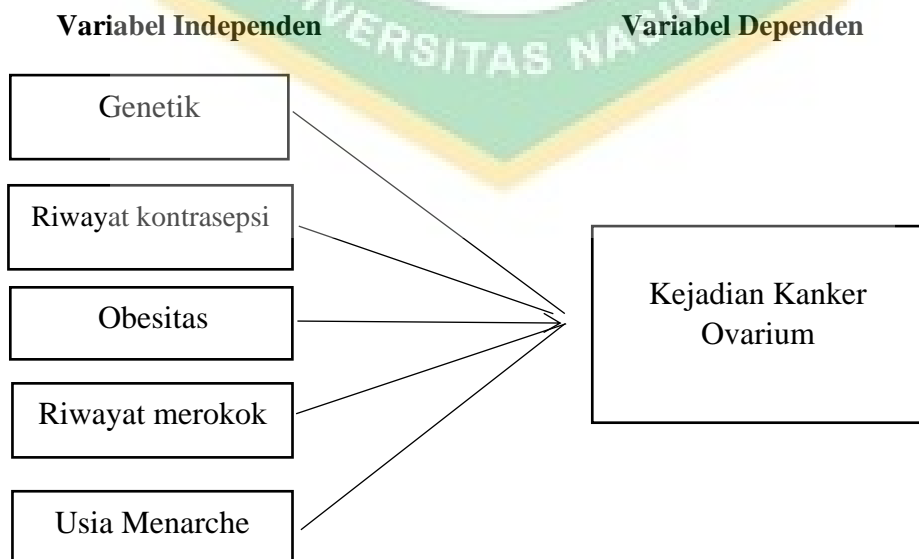 Variabel Independen
Variabel Dependen
Genetik
Riwayat kontrasepsi
Obesitas
Riwayat merokok
Usia Menarche
Kejadian Kanker
Ovarium